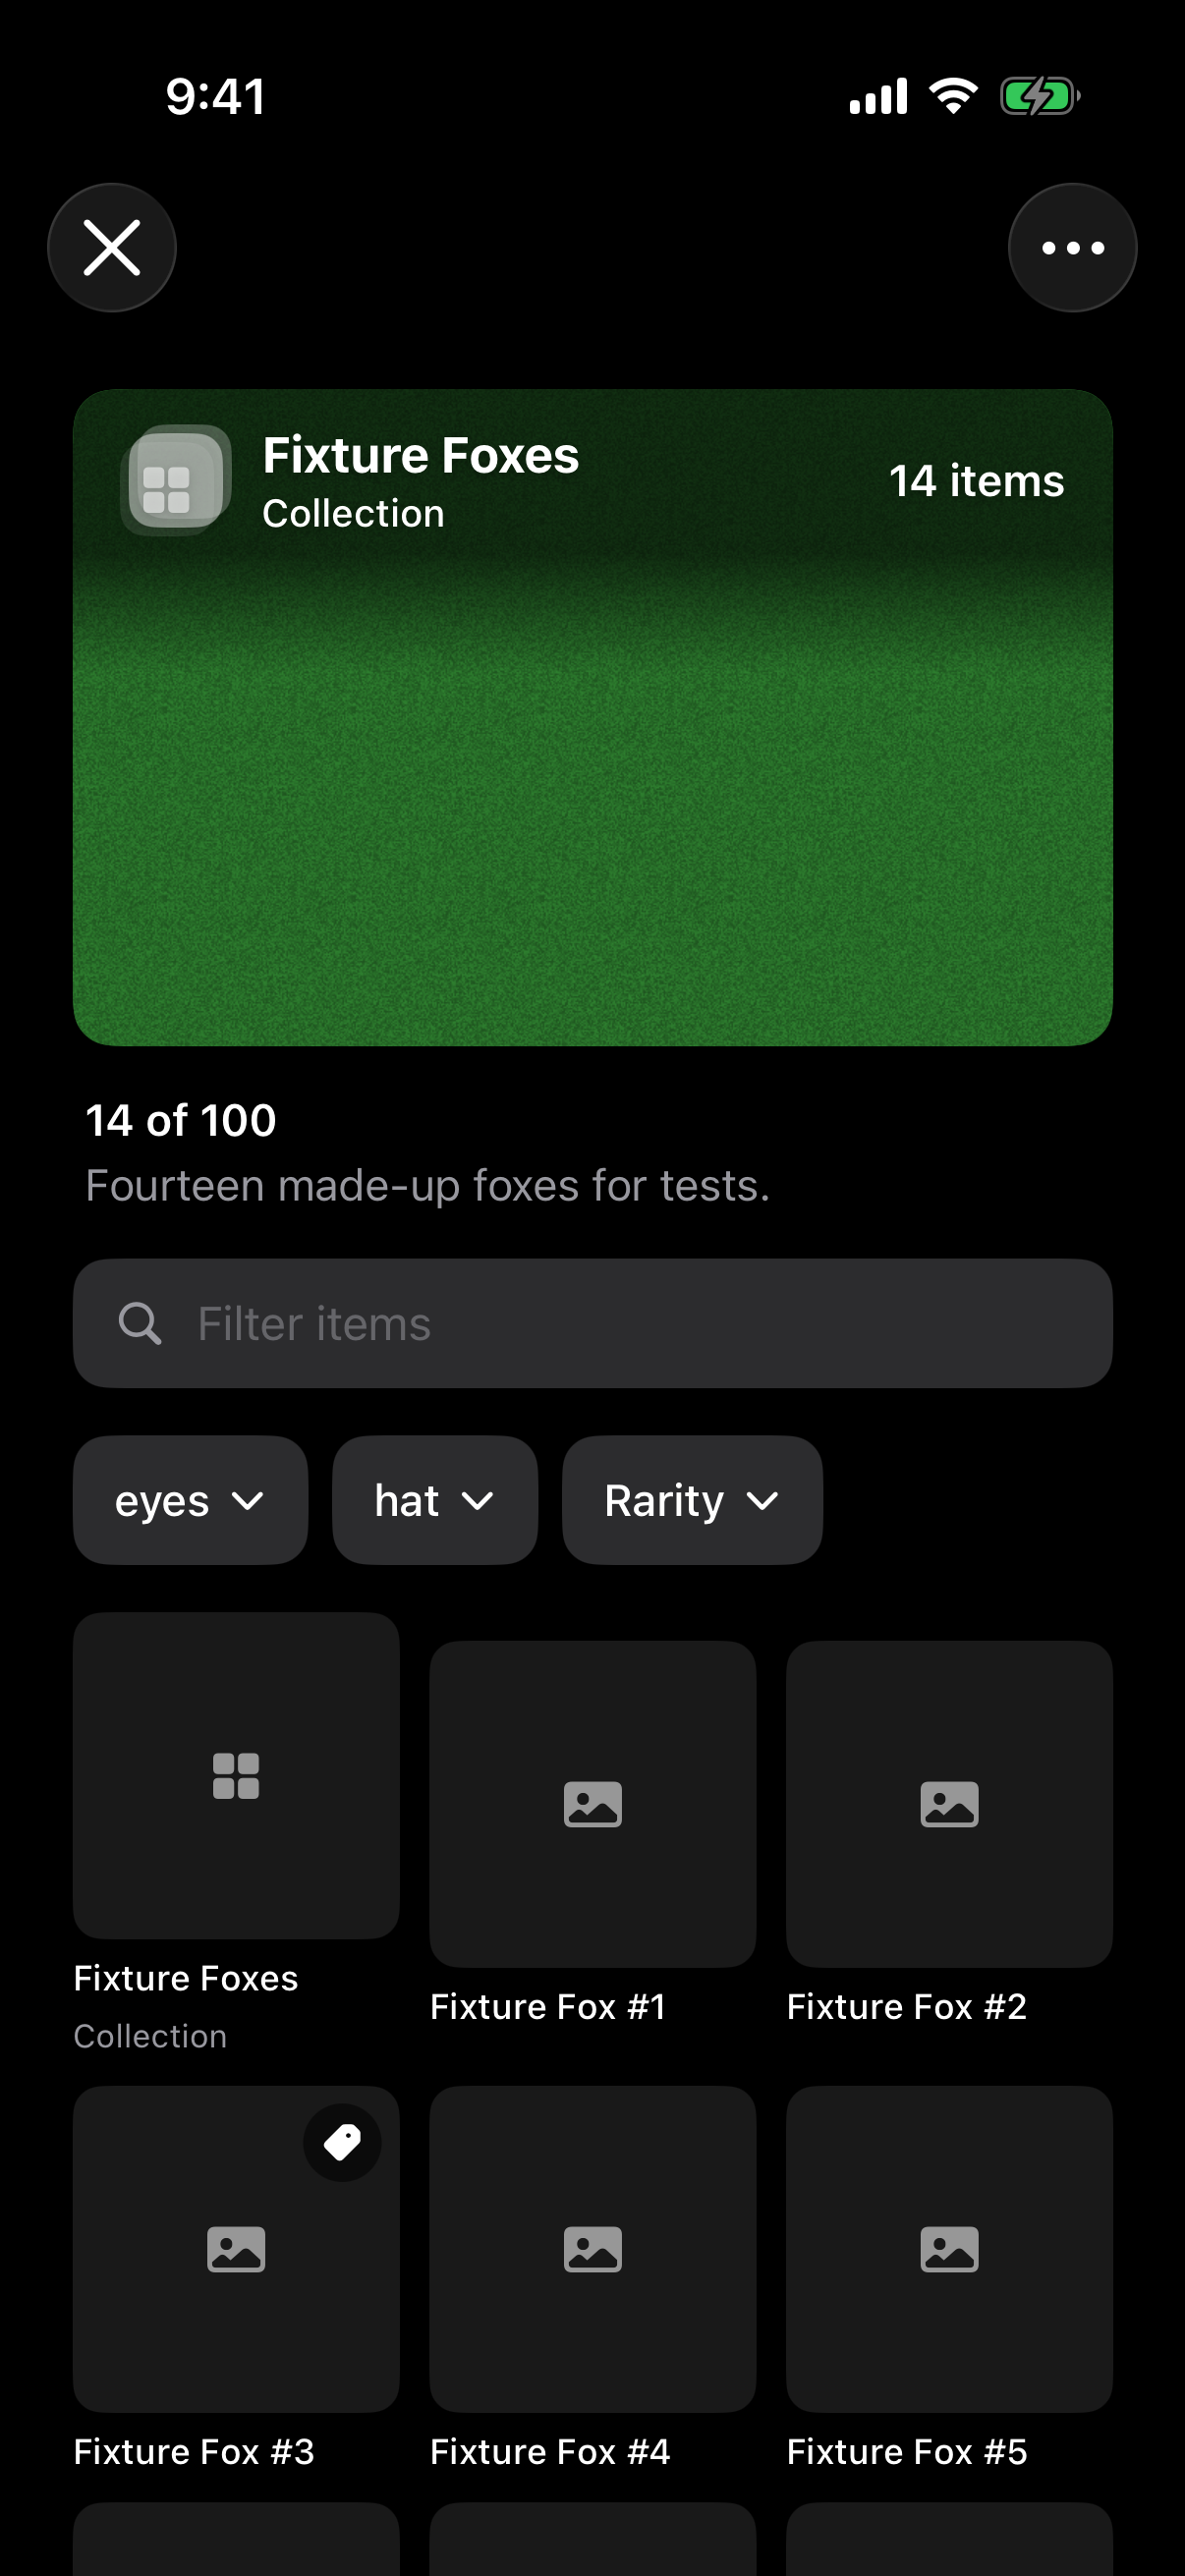 9:41
Fixture Foxes
Collection
14 items
14 of 100
Fourteen made-up foxes for tests.
Filter items
eyes
hat
Rarity
Fixture Foxes
Collection
Fixture Fox #1
Fixture Fox #2
Fixture Fox #3
Fixture Fox #4
Fixture Fox #5